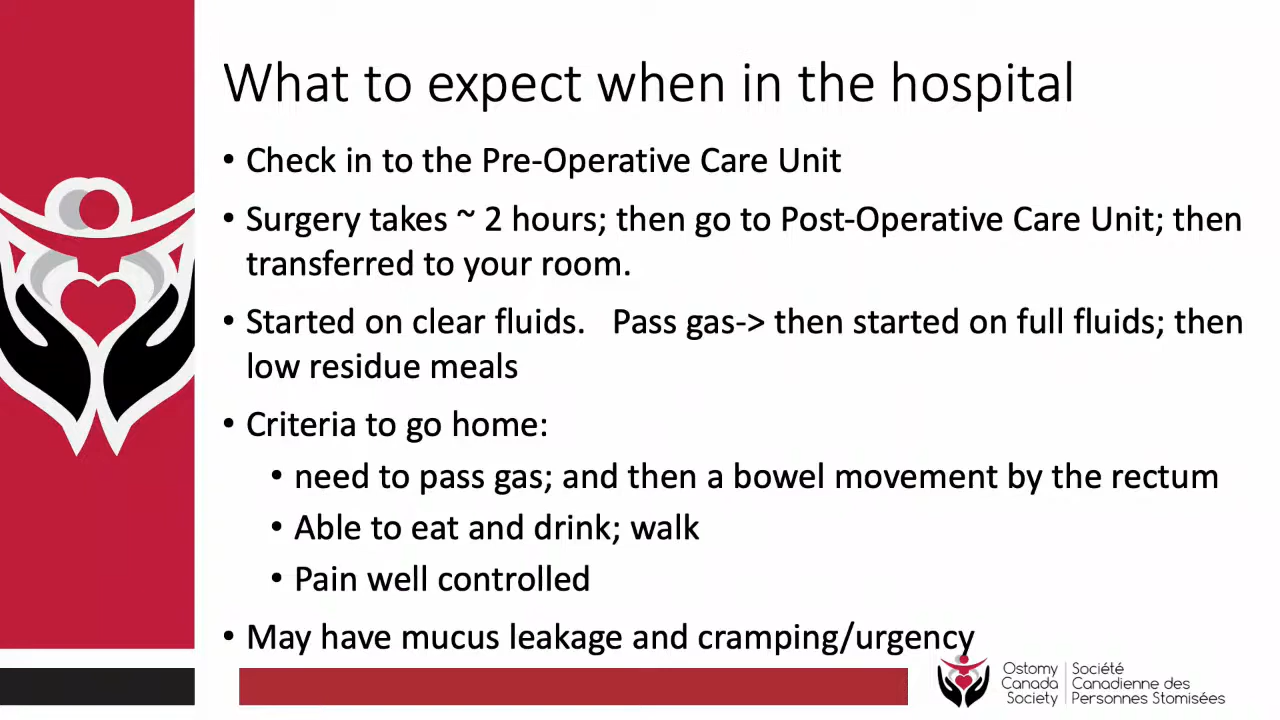 What to expect when in the hospital
• Check in to the Pre-Operative Care Unit
• Surgery takes ~ 2 hours; then go to Post-Operative Care Unit; then
transferred to your room.
• Started on clear fluids.   Pass gas-> then started on full fluids; then
low residue meals
• Criteria to go home:
• need to pass gas; and then a bowel movement by the rectum
• Able to eat and drink; walk
• Pain well controlled
• May have mucus leakage and cramping/urgency
Ostomy
Canada
Society
Société
Canadienne des
Personnes Stomisées